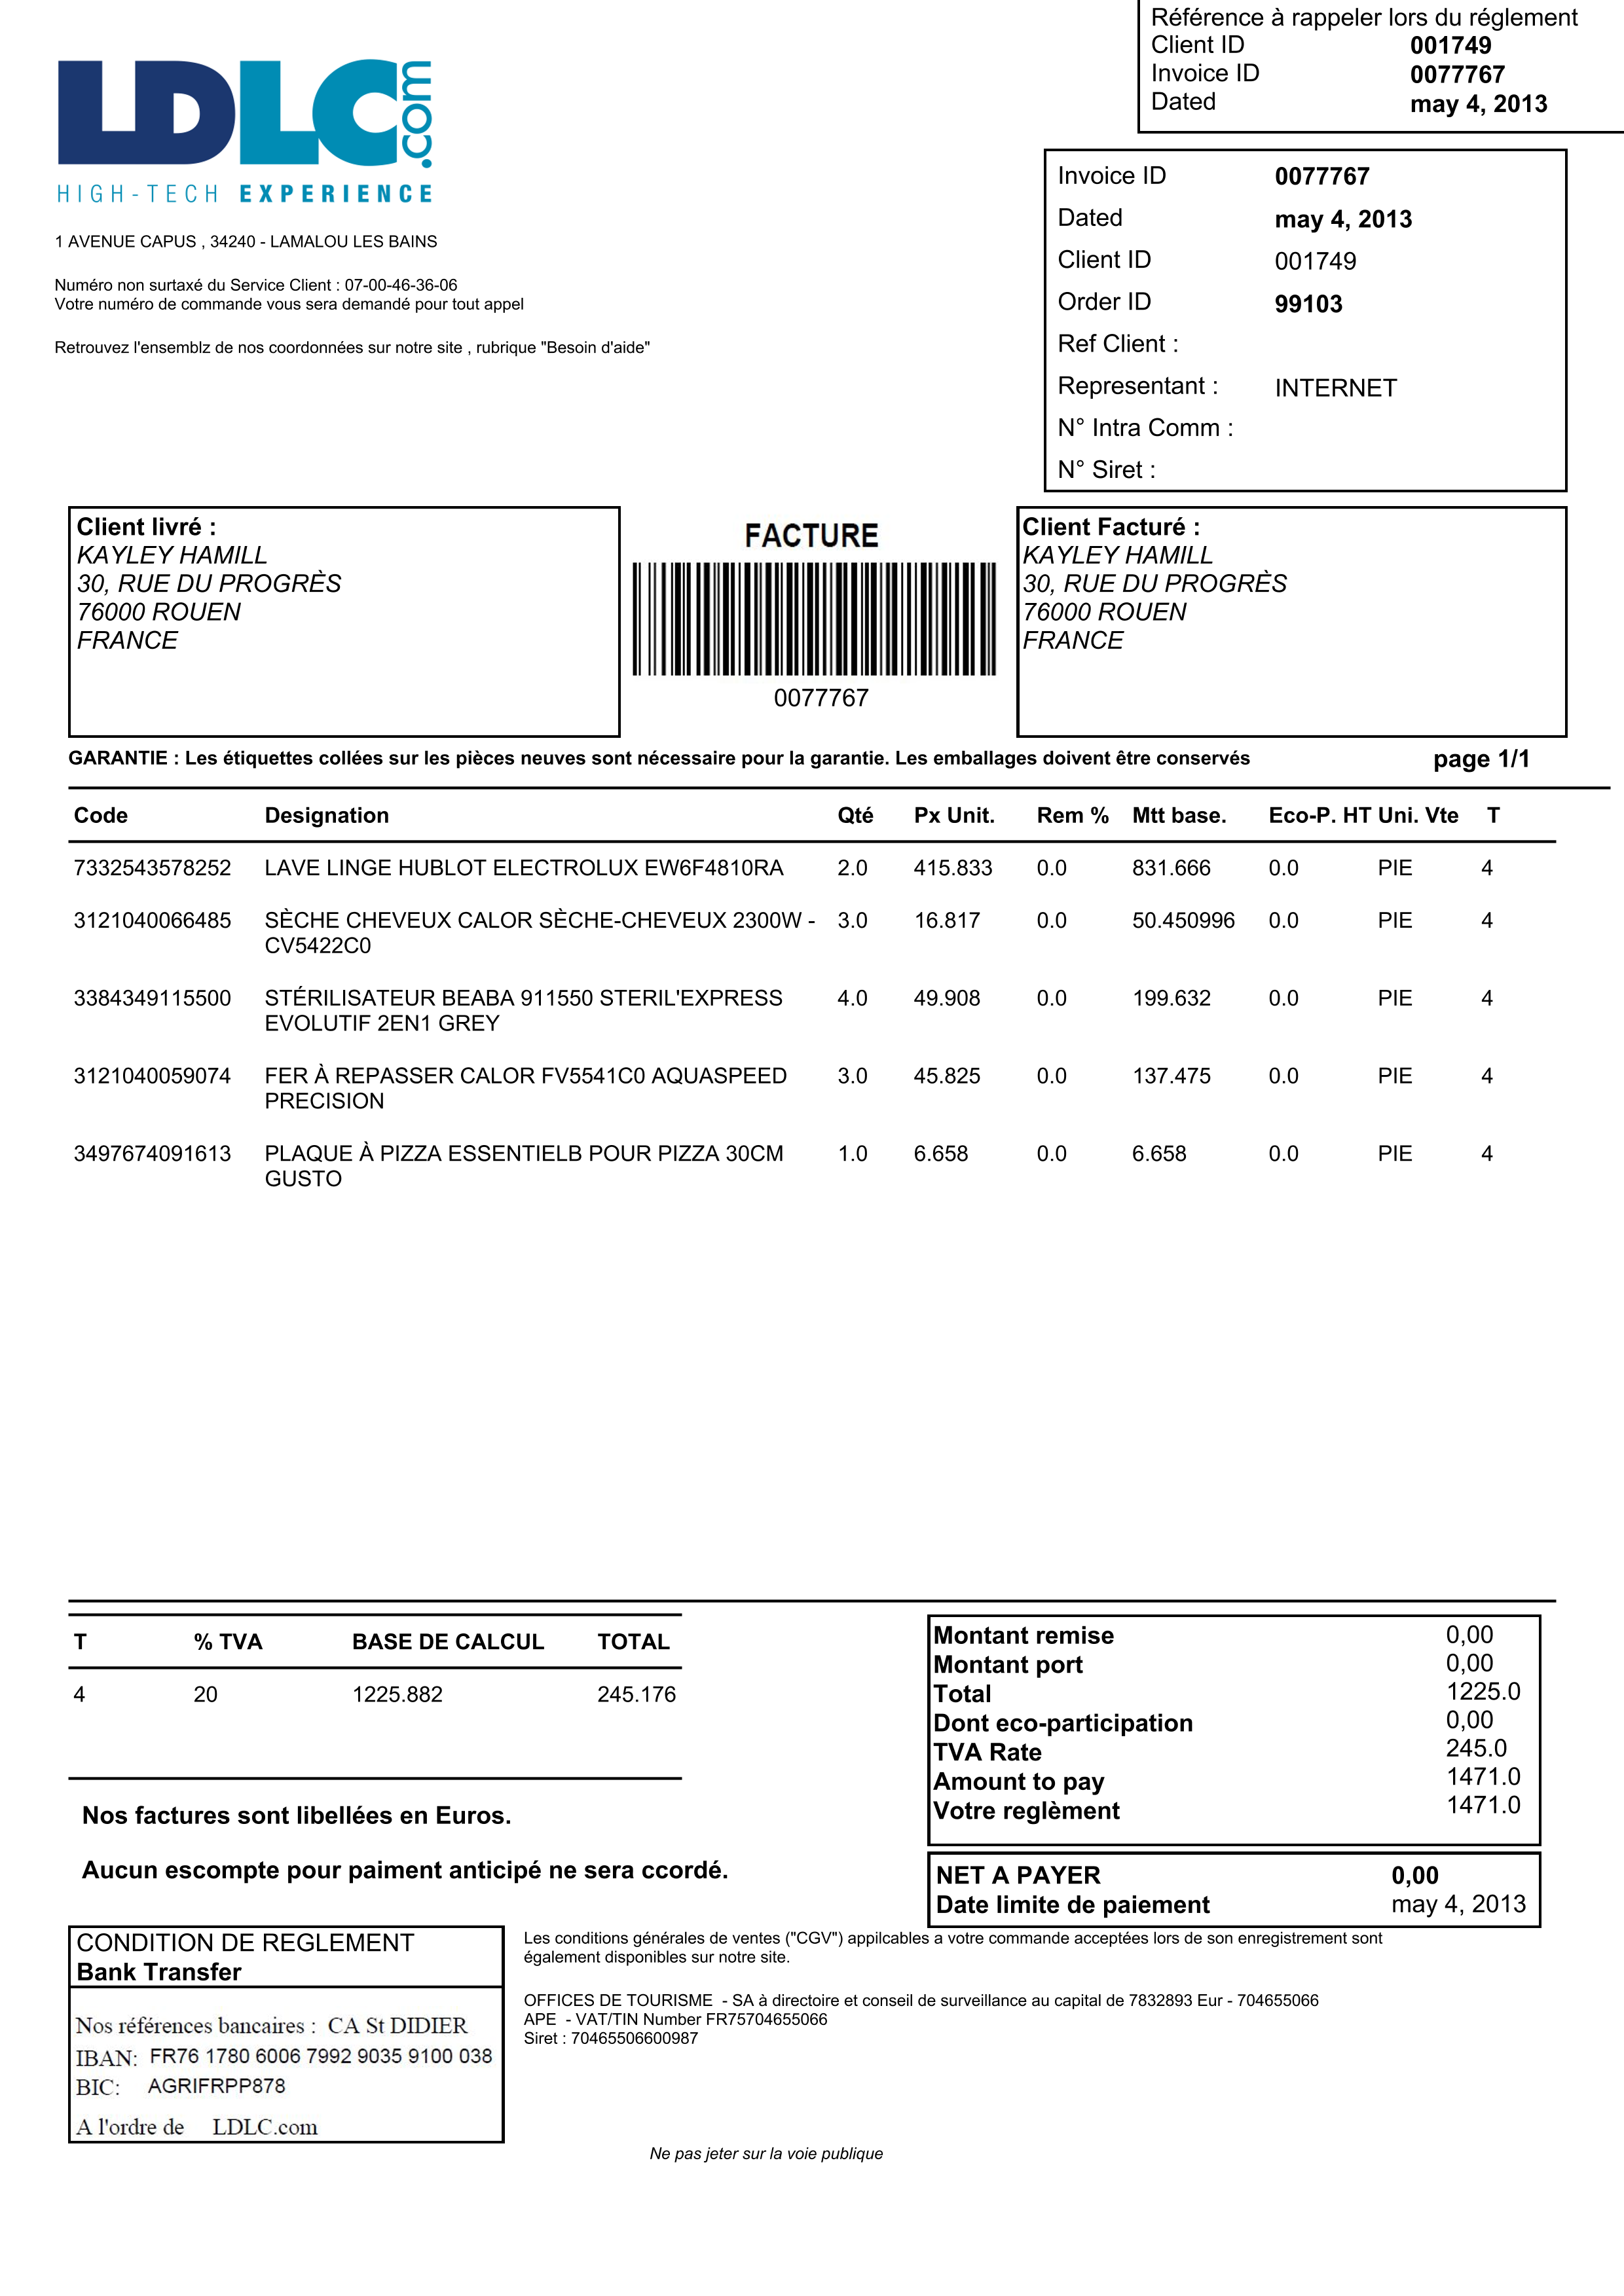 Référence à rappeler lors du réglement
Client ID 001749
Invoice ID 0077767
Dated may 4, 2013
LDLC.com
HIGH-TECH EXPERIENCE
1 AVENUE CAPUS , 34240 - LAMALOU LES BAINS
Numéro non surtaxé du Service Client : 07-00-46-36-06
Votre numéro de commande vous sera demandé pour tout appel
Retrouvez l'ensemblz de nos coordonnées sur notre site , rubrique "Besoin d'aide"
Invoice ID 0077767
Dated may 4, 2013
Client ID 001749
Order ID 99103
Ref Client :
Representant : INTERNET
N° Intra Comm :
N° Siret :
Client livré :
KAYLEY HAMILL
30, RUE DU PROGRÈS
76000 ROUEN
FRANCE
FACTURE
0077767
Client Facturé :
KAYLEY HAMILL
30, RUE DU PROGRÈS
76000 ROUEN
FRANCE
GARANTIE : Les étiquettes collées sur les pièces neuves sont nécessaire pour la garantie. Les emballages doivent être conservés page 1/1
Code Designation Qté Px Unit. Rem % Mtt base. Eco-P. HT Uni. Vte T
7332543578252 LAVE LINGE HUBLOT ELECTROLUX EW6F4810RA 2.0 415.833 0.0 831.666 0.0 PIE 4
3121040066485 SÈCHE CHEVEUX CALOR SÈCHE-CHEVEUX 2300W - 3.0 16.817 0.0 50.450996 0.0 PIE 4
CV5422C0
3384349115500 STÉRILISATEUR BEABA 911550 STERIL'EXPRESS 4.0 49.908 0.0 199.632 0.0 PIE 4
EVOLUTIF 2EN1 GREY
3121040059074 FER À REPASSER CALOR FV5541C0 AQUASPEED 3.0 45.825 0.0 137.475 0.0 PIE 4
PRECISION
3497674091613 PLAQUE À PIZZA ESSENTIELB POUR PIZZA 30CM 1.0 6.658 0.0 6.658 0.0 PIE 4
GUSTO
T % TVA BASE DE CALCUL TOTAL
4 20 1225.882 245.176
Nos factures sont libellées en Euros.
Aucun escompte pour paiment anticipé ne sera ccordé.
Montant remise 0,00
Montant port 0,00
Total 1225.0
Dont eco-participation 0,00
TVA Rate 245.0
Amount to pay 1471.0
Votre reglèment 1471.0
NET A PAYER 0,00
Date limite de paiement may 4, 2013
CONDITION DE REGLEMENT
Bank Transfer
Nos références bancaires : CA St DIDIER
IBAN: FR76 1780 6006 7992 9035 9100 038
BIC: AGRIFRPP878
A l'ordre de LDLC.com
Les conditions générales de ventes ("CGV") appilcables a votre commande acceptées lors de son enregistrement sont
également disponibles sur notre site.
OFFICES DE TOURISME - SA à directoire et conseil de surveillance au capital de 7832893 Eur - 704655066
APE - VAT/TIN Number FR75704655066
Siret : 70465506600987
Ne pas jeter sur la voie publique